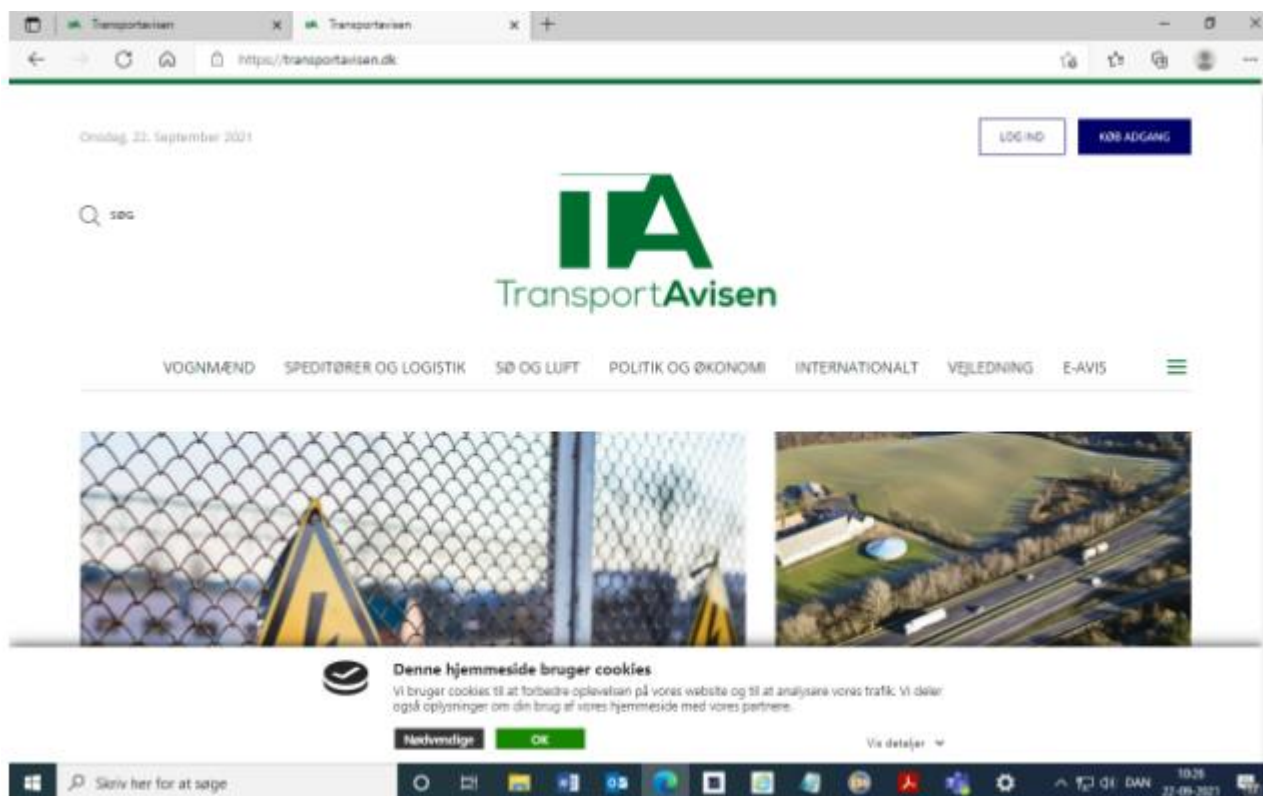 Transportavisen
Transportavisen
https://transportavisen.dk
Onsdag, 22. September 2021
LOG IND
KØB ADGANG
SØG
TA
TransportAvisen
VOGNMÆND SPEDITØRER OG LOGISTIK SØ OG LUFT POLITIK OG ØKONOMI INTERNATIONALT VEJLEDNING E-AVIS
Denne hjemmeside bruger cookies
Vi bruger cookies til at forbedre oplevelsen på vores website og til at analysere vores trafik. Vi deler
også oplysninger om din brug af vores hjemmeside med vores partnere.
Nødvendige OK
Vis detaljer
Skriv her for at søge
DAN
10:26
22-09-2021